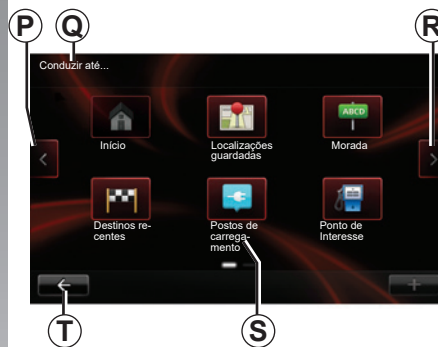 P Q R
Conduzir até...
ABCD
Início
Localizações
guardadas
Morada
Destinos re-
centes
Postos de
carrega-
mento
Ponto de
Interesse
T S